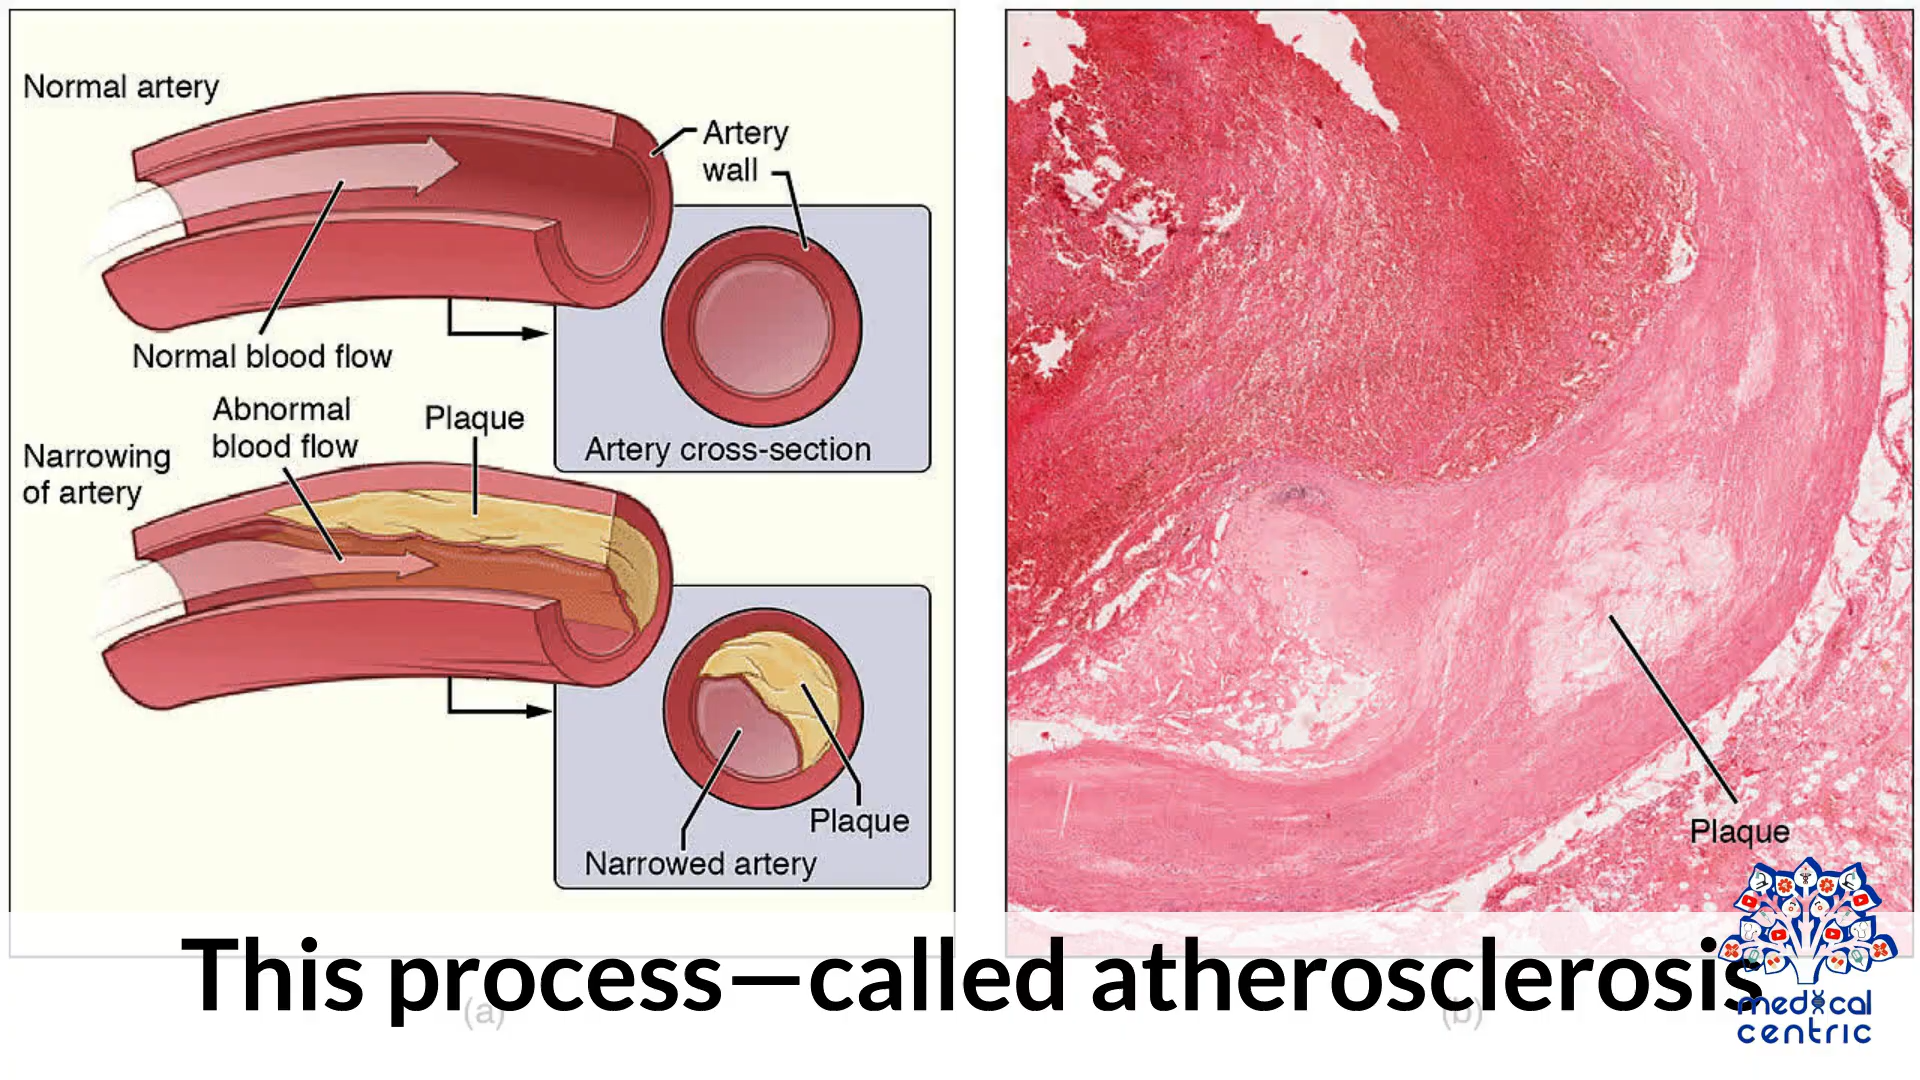 Normal artery
Artery
wall
Normal blood flow
Artery cross-section
Abnormal
blood flow
Plaque
Narrowing
of artery
Plaque
Narrowed artery
Plaque
This process—called atherosclerosis
(a)
(b)
medical
centric